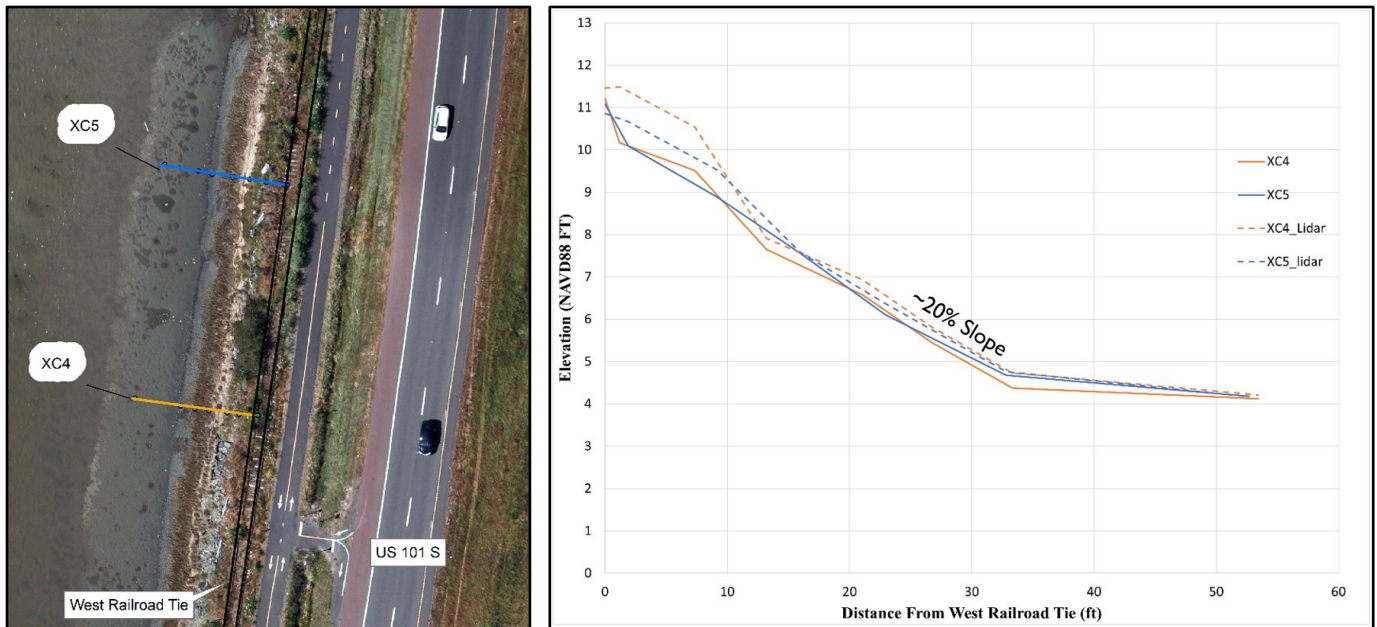 XC5
XC4
US 101 S
West Railroad Tie
13
12
11
10
9
8
7
6
5
4
3
2
1
0
Elevation (NAVD88 FT)
~20% Slope
XC4
XC5
XC4_Lidar
XC5_lidar
0 10 20 30 40 50 60
Distance From West Railroad Tie (ft)